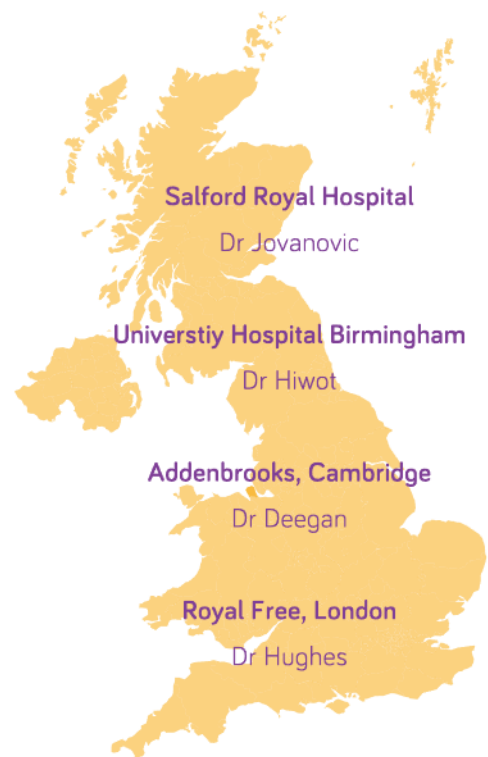 Salford Royal Hospital
Dr Jovanovic
Universtiy Hospital Birmingham
Dr Hiwot
Addenbrooks, Cambridge
Dr Deegan
Royal Free, London
Dr Hughes